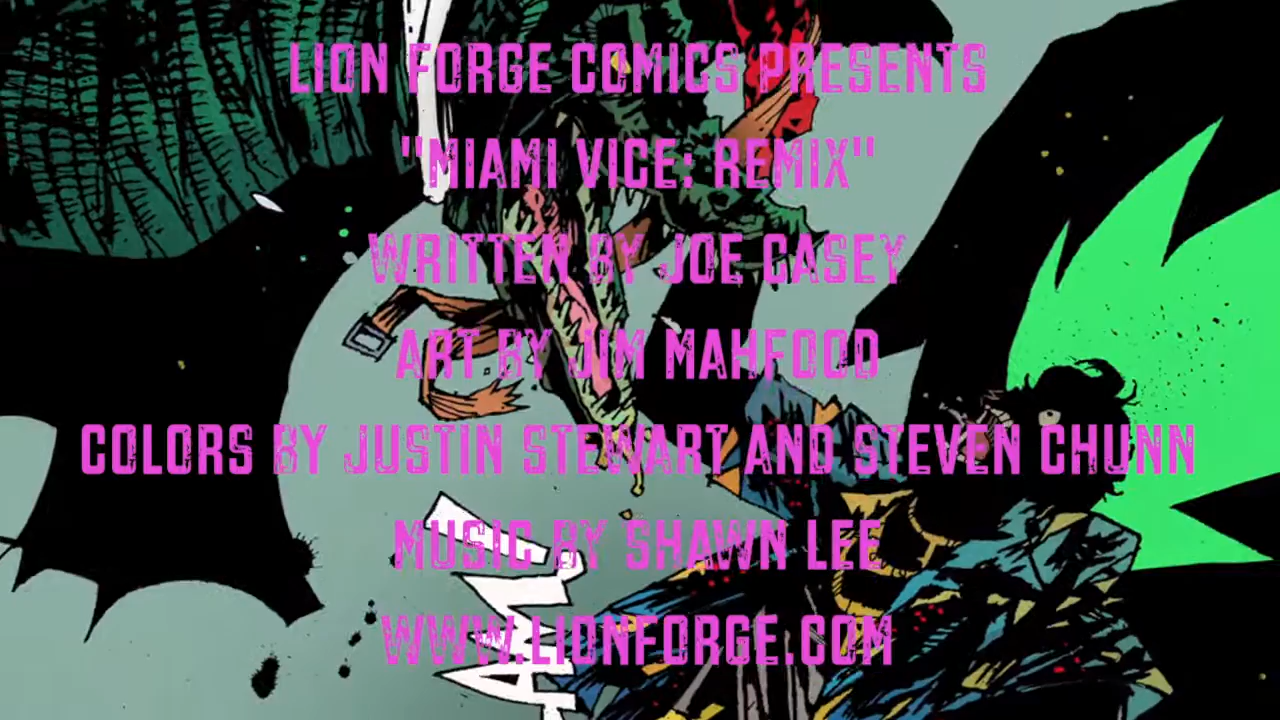 LION FORGE COMICS PRESENTS
"MIAMI VICE: REMIX"
WRITTEN BY JOE CASEY
ART BY JIM MAHFOOD
COLORS BY JUSTIN STEWART AND STEVEN CHUNN
MUSIC BY SHAWN LEE
WWW.LIONFORGE.COM